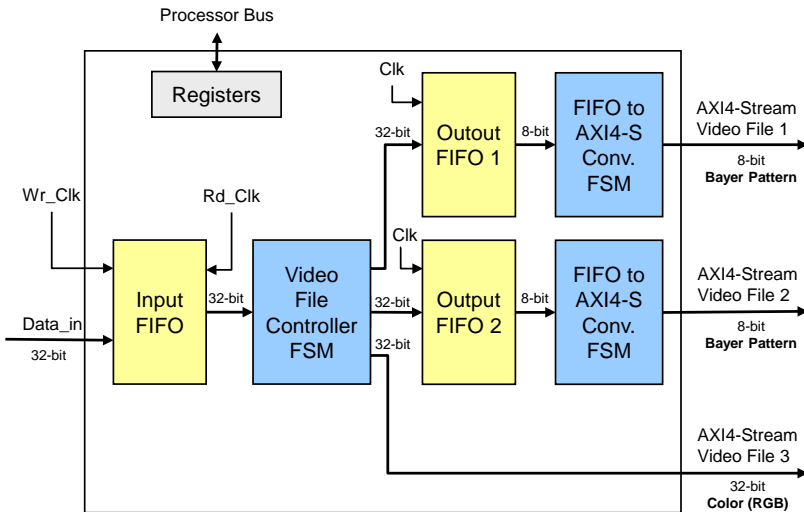 Processor Bus
Registers
Clk
32-bit
Outout
FIFO 1
8-bit
FIFO to
AXI4-S
Conv.
FSM
AXI4-Stream
Video File 1
8-bit
Bayer Pattern
Wr_Clk
Rd_Clk
Data_in
32-bit
Input
FIFO
32-bit
Video
File
Controller
FSM
Clk
32-bit
32-bit
Output
FIFO 2
8-bit
FIFO to
AXI4-S
Conv.
FSM
AXI4-Stream
Video File 2
8-bit
Bayer Pattern
AXI4-Stream
Video File 3
32-bit
Color (RGB)